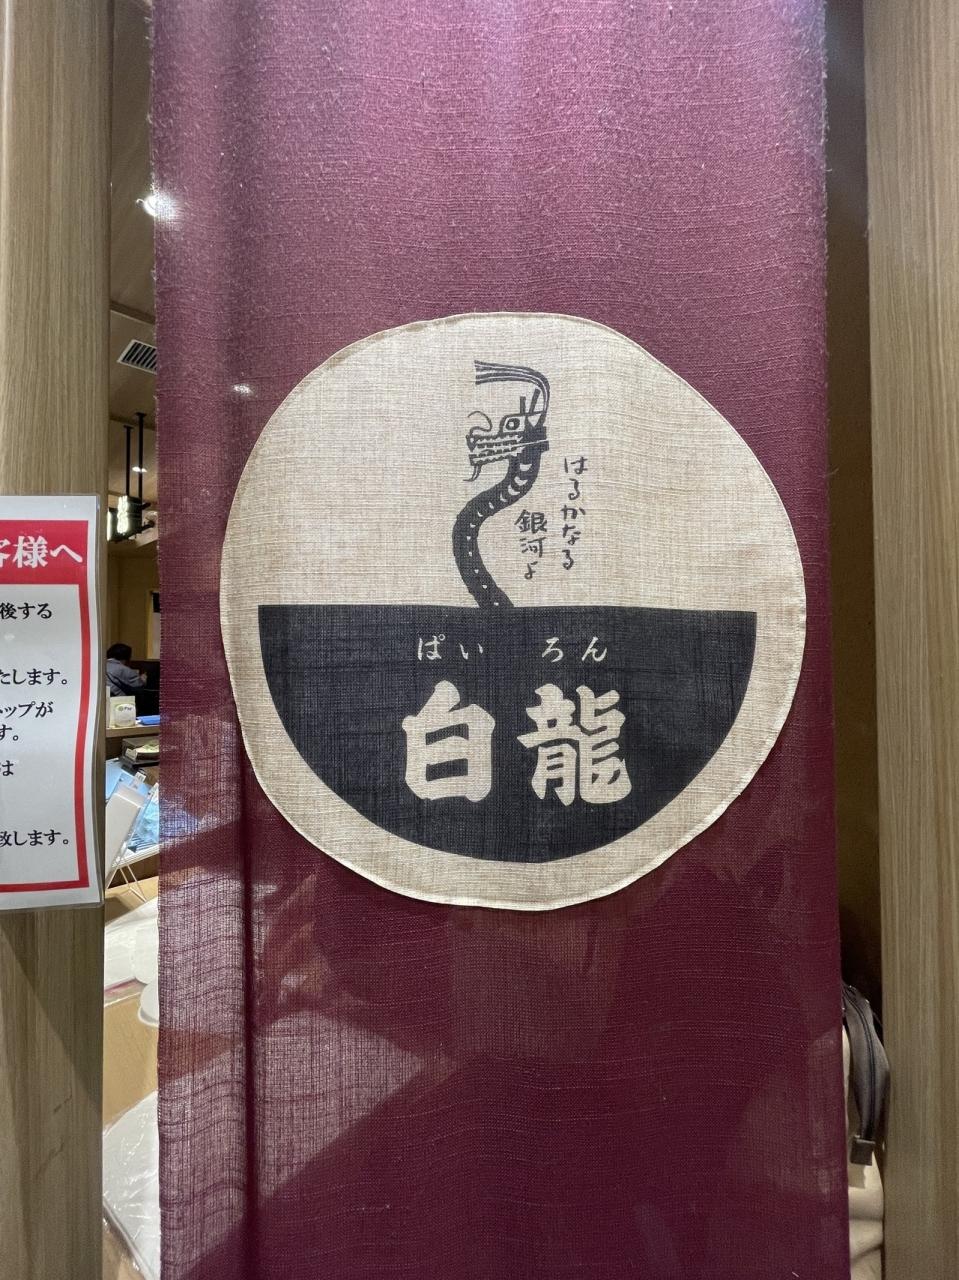 はるかなる
銀河よ
ぱいろん
白龍
客様へ
後する
たします。
トップが
す。
は
致します。